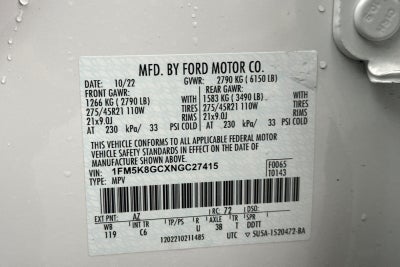 MFD. BY FORD MOTOR CO.
DATE: 10/22 GVWR: 2790 KG ( 6150 LB)
FRONT GAWR: REAR GAWR:
1266 KG ( 2790 LB) 1583 KG ( 3490 LB)
275/45R21 110W TIRES 275/45R21 110W TIRES
21x9.0J RIMS 21x9.0J RIMS
AT 230 kPa/ 33 PSI COLD AT 230 kPa/ 33 PSI COLD
THIS VEHICLE CONFORMS TO ALL APPLICABLE FEDERAL MOTOR
VEHICLE SAFETY STANDARDS IN EFFECT ON THE DATE OF
MANUFACTURE SHOWN ABOVE.
VIN: 1FM5K8GCXNGC27415 F0065
TYPE: MPV T0143
EXT PNT: AZ RC: 72 DSO:
WB INT TR TP/PS R AXLE TR SPR
119 C6 U 38 T DDTT
1202210211485 UTC 5U5A-1520472-BA